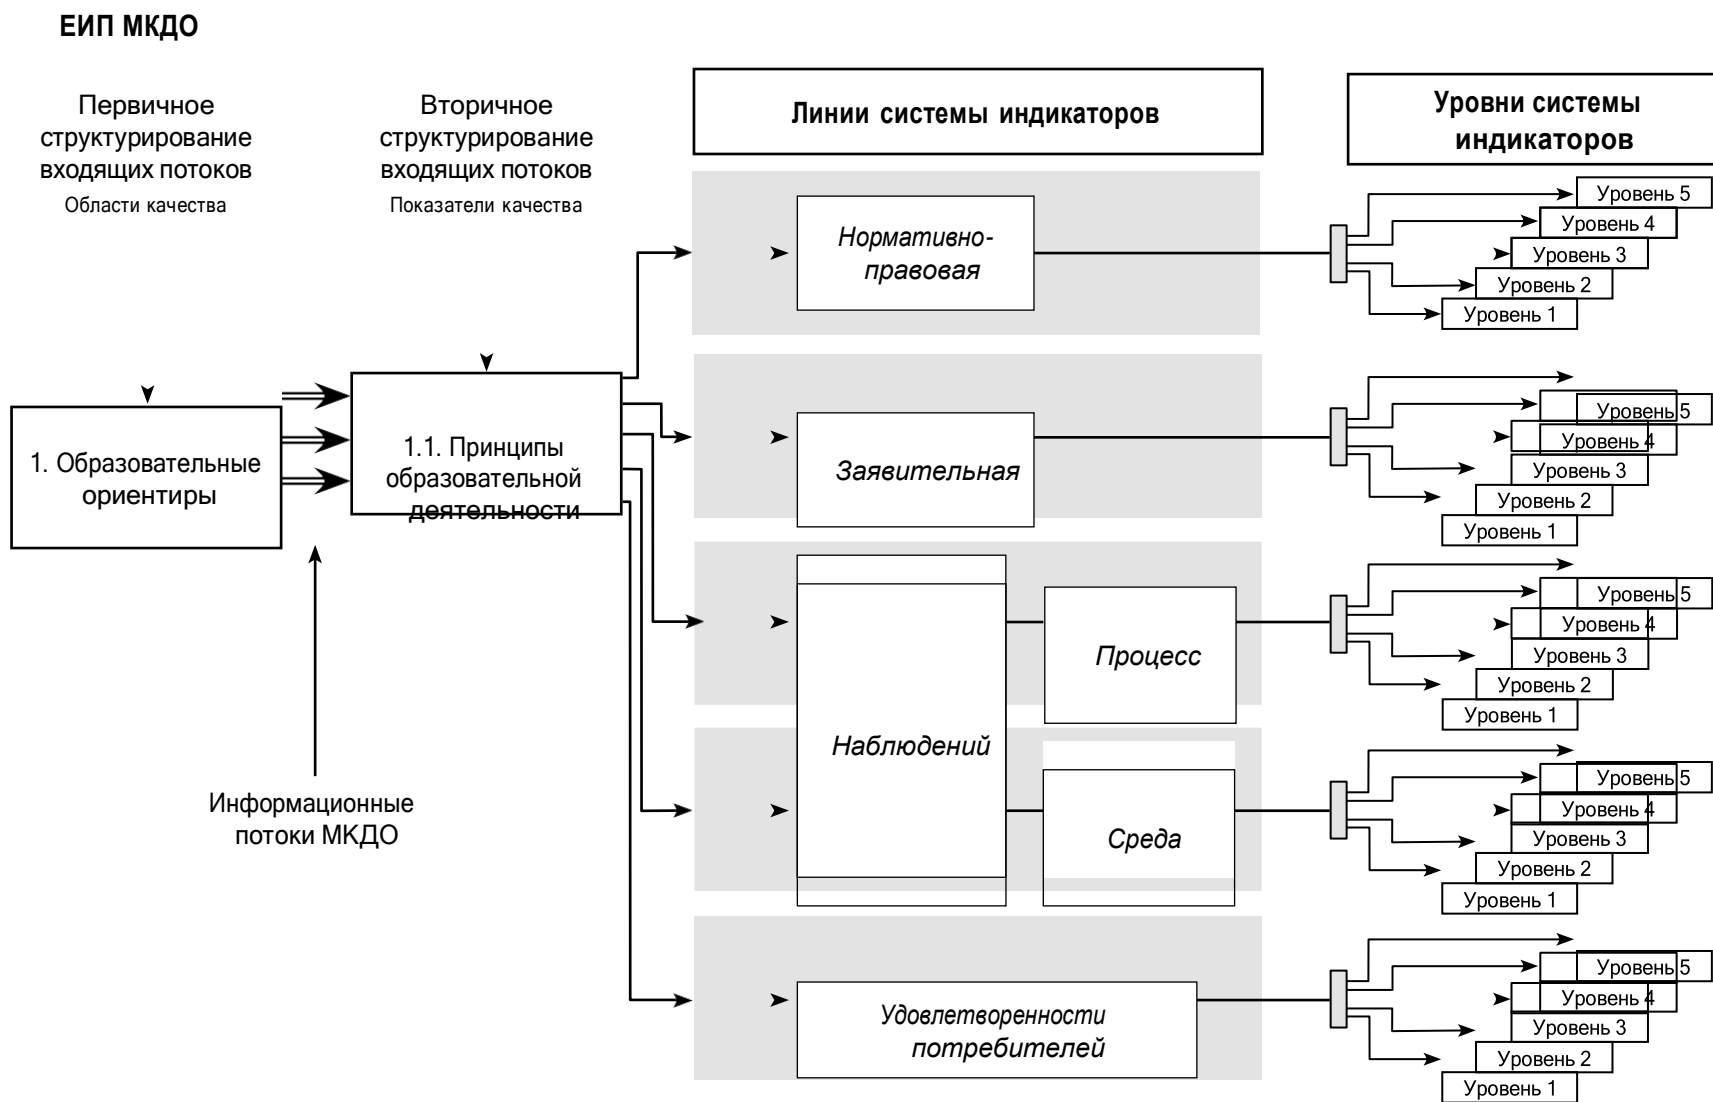 ЕИП МКДО
Первичное
структурирование
входящих потоков
Области качества
Вторичное
структурирование
входящих потоков
Показатели качества
Линии системы индикаторов
Уровни системы
индикаторов
1. Образовательные
ориентиры
1.1. Принципы
образовательной
деятельности
Информационные
потоки МКДО
Нормативно-
правовая
Уровень 5
Уровень 4
Уровень 3
Уровень 2
Уровень 1
Заявительная
Уровень 5
Уровень 4
Уровень 3
Уровень 2
Уровень 1
Наблюдений
Процесс
Уровень 5
Уровень 4
Уровень 3
Уровень 2
Уровень 1
Среда
Уровень 5
Уровень 4
Уровень 3
Уровень 2
Уровень 1
Удовлетворенности
потребителей
Уровень 5
Уровень 4
Уровень 3
Уровень 2
Уровень 1